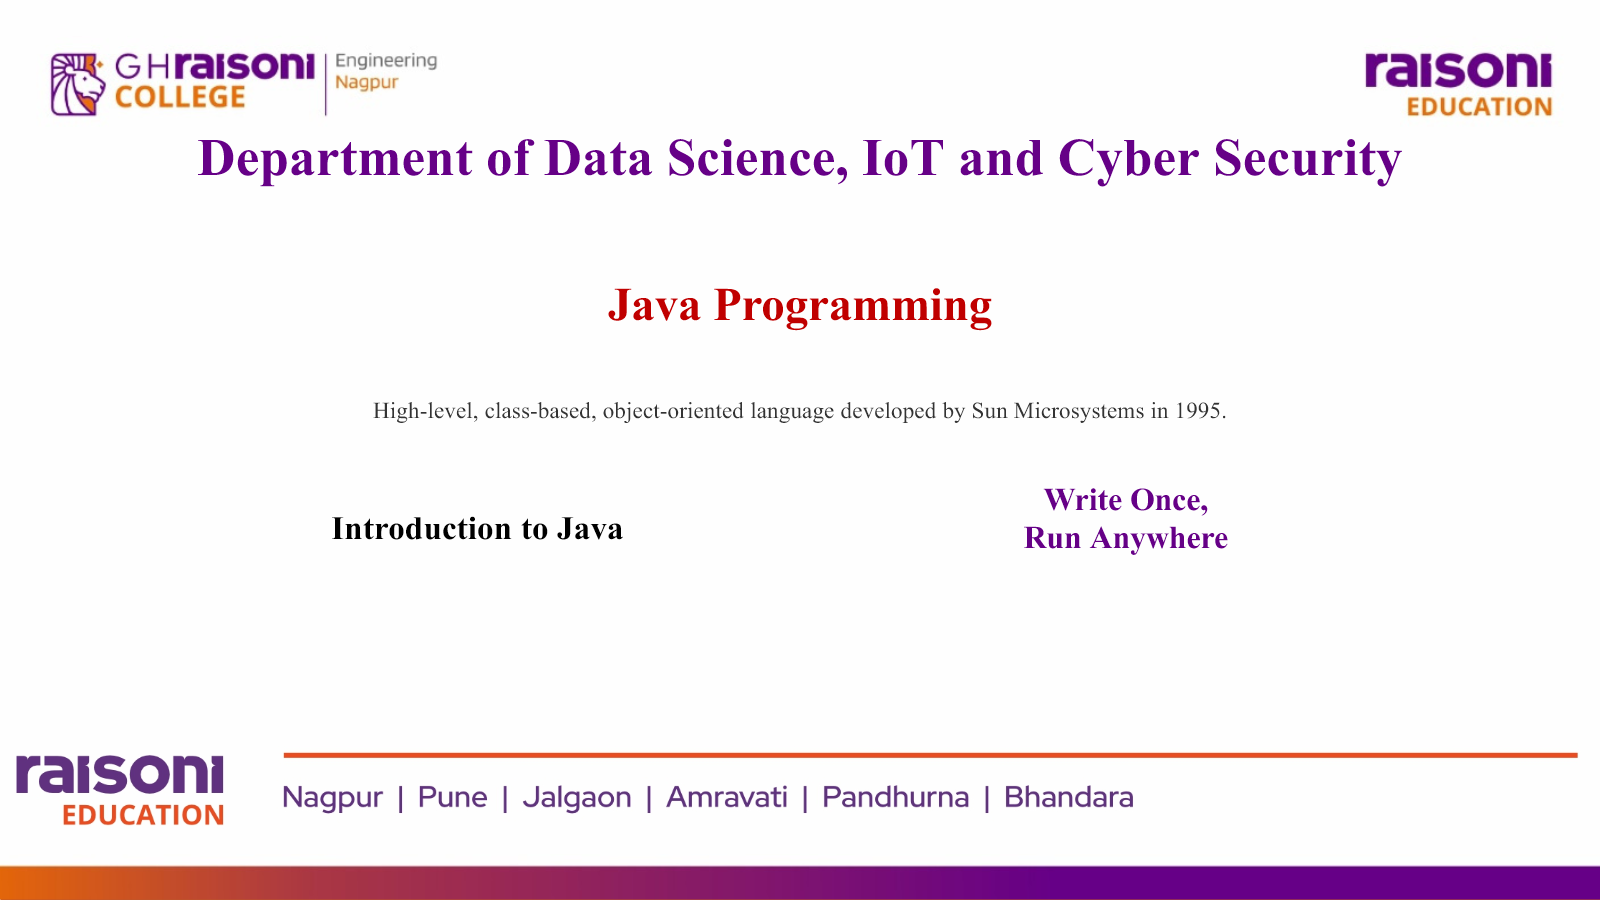 GHRaisoni
COLLEGE
Engineering
Nagpur
raisoni
EDUCATION
Department of Data Science, IoT and Cyber Security
Java Programming
High-level, class-based, object-oriented language developed by Sun Microsystems in 1995.
Introduction to Java
Write Once,
Run Anywhere
raisoni
EDUCATION
Nagpur | Pune | Jalgaon | Amravati | Pandhurna | Bhandara